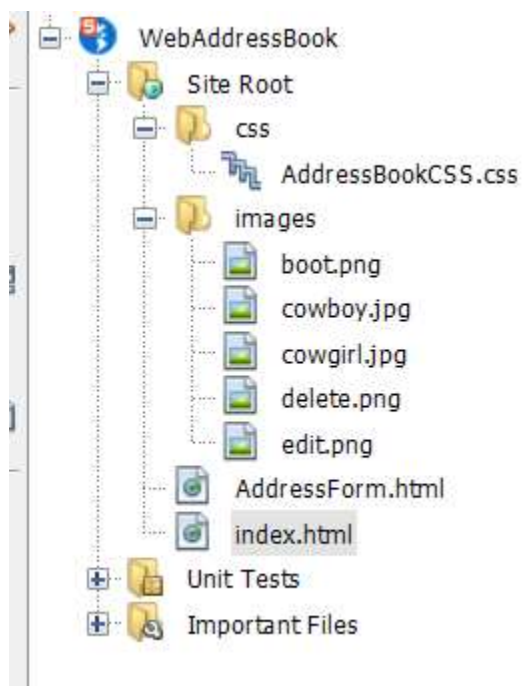 WebAddressBook
Site Root
css
AddressBookCSS.css
images
boot.png
cowboy.jpg
cowgirl.jpg
delete.png
edit.png
AddressForm.html
index.html
Unit Tests
Important Files